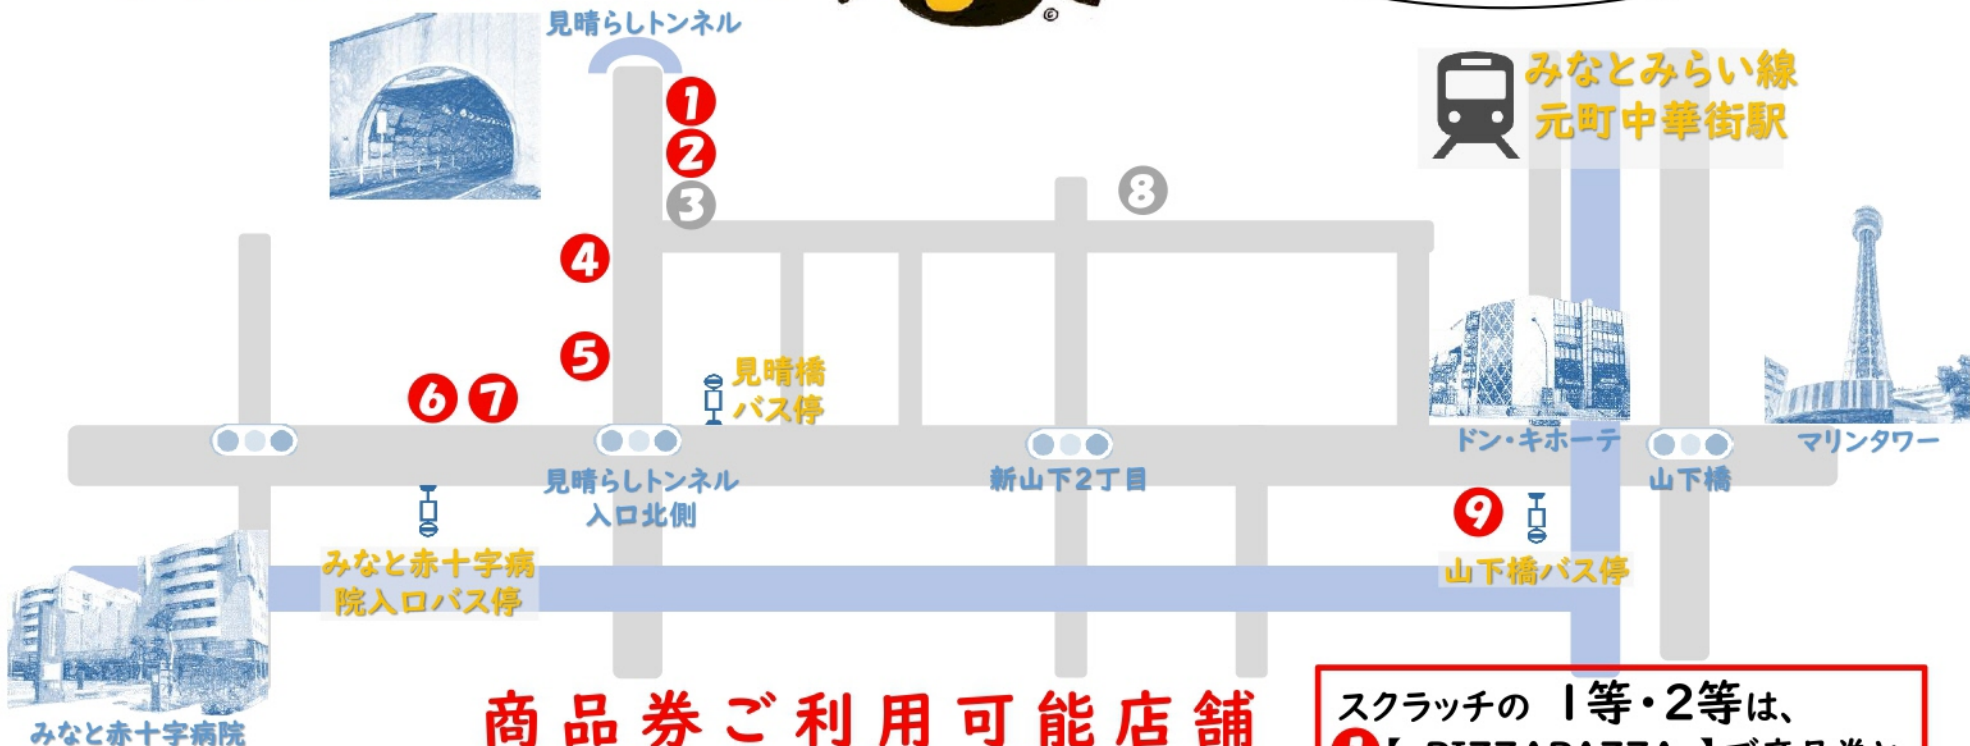 ©
見晴らしトンネル
みなとみらい線
元町中華街駅
1
2
3
8
4
5
見晴橋
バス停
6 7
ドン・キホーテ
マリンタワー
見晴らしトンネル
入口北側
新山下2丁目
山下橋
9
みなと赤十字病
院入口バス停
山下橋バス停
みなと赤十字病院
商品券ご利用可能店舗
スクラッチの 1等・2等は、